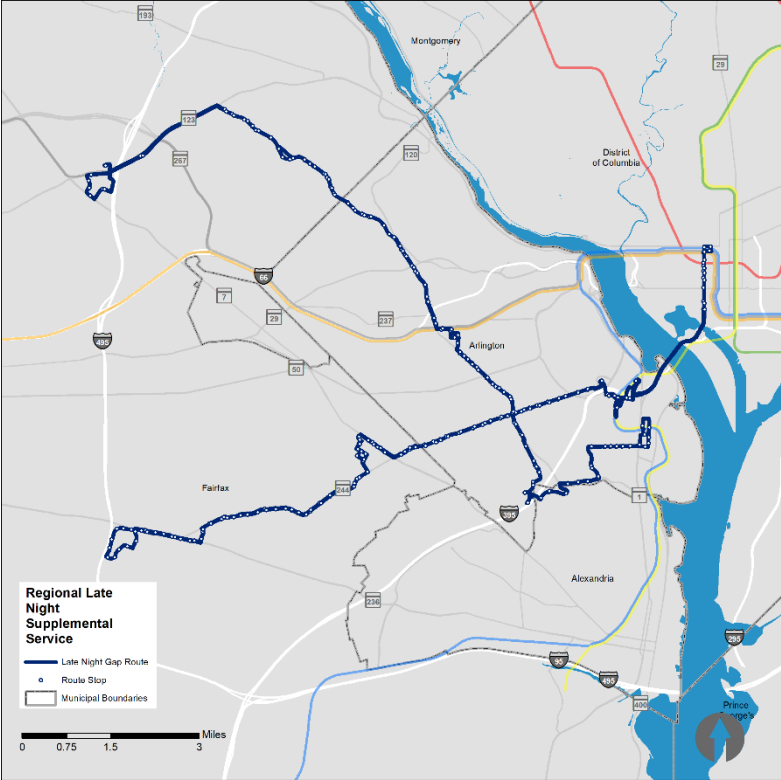 193
Montgomery
29
123
120
District
of Columbia
267
66
7
29
237
495
Arlington
50
Fairfax
244
1
395
Alexandria
236
Regional Late
Night
Supplemental
Service
Late Night Gap Route
Route Stop
Municipal Boundaries
295
95
495
400
Prince
George's
Miles
0 0.75 1.5 3